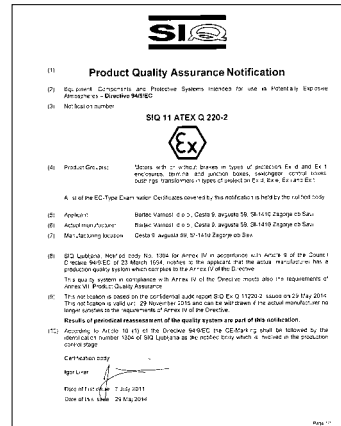 SIQ
(1) Product Quality Assurance Notification
(2) Equipment, Components and Protective Systems intended for use in Potentially Explosive
Atmospheres – Directive 94/9/EC
(3) Notification number
SIQ 11 ATEX Q 220-2
Ex
(4) Product Group(s): Motors with or without brakes in types of protection Ex d and Ex
enclosures, terminal and junction boxes, switchgear control boxes
bushings, transformers in types of protection Ex d, Ex e, Ex i and Ex t
A list of the EC-Type Examination Certificates covered by this notification is held by the notified body
(5) Applicant Bartec Varnost, d.o.o., Cesta 9. avgusta 59, SI-1410 Zagorje ob Savi
(6) Actual manufacturer Bartec Varnost, d.o.o., Cesta 9. avgusta 59, SI-1410 Zagorje ob Savi
(7) Manufacturing location Cesta 9. avgusta 59, SI-1410 Zagorje ob Savi
(8) SIQ Ljubljana, Notified body No. 1304 for Annex IV in accordance with Article 9 of the Council
Directive 94/9/EC of 23 March 1994, notifies to the applicant that the actual manufacturer has a
production quality system which complies to the Annex IV of the Directive
This quality system in compliance with Annex IV of the Directive meets also the requirements of
Annex VII: Product Quality Assurance
(9) This notification is based on the confidential audit report SIQ Ex Q 11220-2 issued on 29 May 2014
This notification is valid until 29 November 2015 and can be withdrawn if the actual manufacturer no
longer satisfies to the requirements of Annex IV of the Directive.
Results of periodical reassessment of the quality system are part of this notification.
(10) According to Article 10 (1) of the Directive 94/9/EC the CE-Marking shall be followed by the
identification number 1304 of SIQ Ljubljana as the notified body which is involved in the production
control stage
Certification body
Igor Likar
Date of first issue 7 July 2011
Date of this issue 29 May 2014
Page 1/